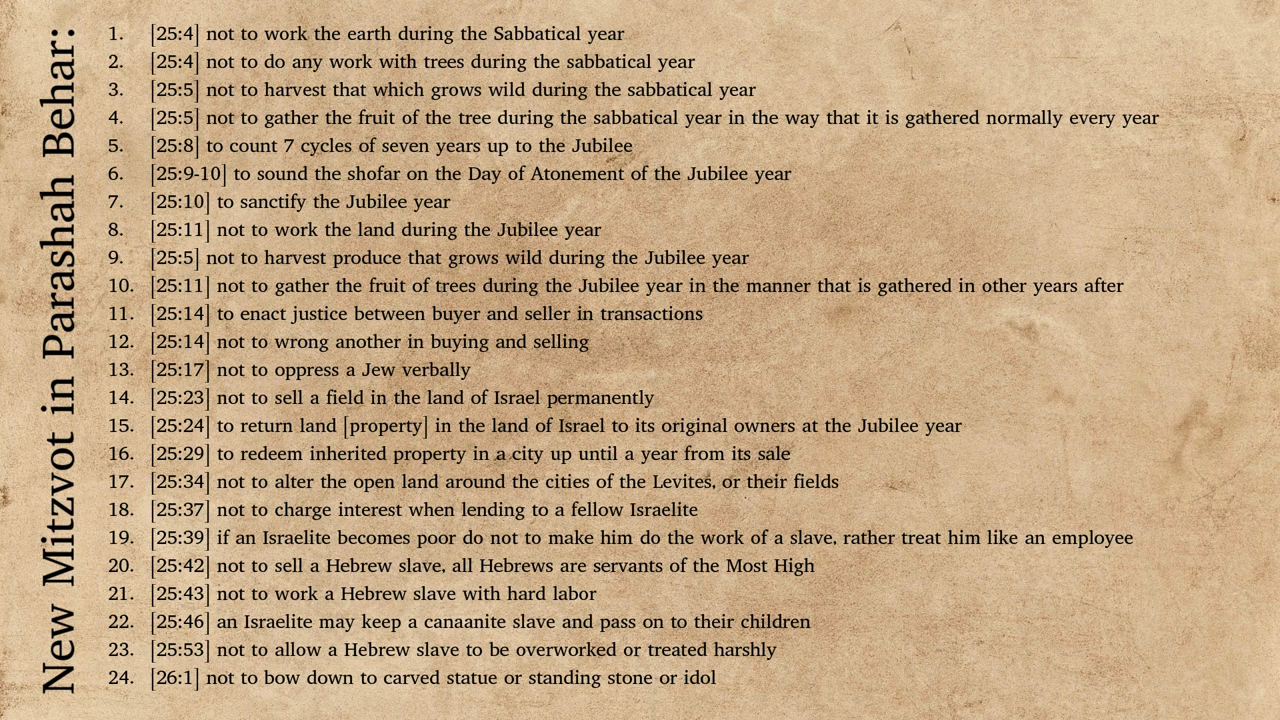 New Mitzvot in Parashah Behar:
1. [25:4] not to work the earth during the Sabbatical year
2. [25:4] not to do any work with trees during the sabbatical year
3. [25:5] not to harvest that which grows wild during the sabbatical year
4. [25:5] not to gather the fruit of the tree during the sabbatical year in the way that it is gathered normally every year
5. [25:8] to count 7 cycles of seven years up to the Jubilee
6. [25:9-10] to sound the shofar on the Day of Atonement of the Jubilee year
7. [25:10] to sanctify the Jubilee year
8. [25:11] not to work the land during the Jubilee year
9. [25:5] not to harvest produce that grows wild during the Jubilee year
10. [25:11] not to gather the fruit of trees during the Jubilee year in the manner that is gathered in other years after
11. [25:14] to enact justice between buyer and seller in transactions
12. [25:14] not to wrong another in buying and selling
13. [25:17] not to oppress a Jew verbally
14. [25:23] not to sell a field in the land of Israel permanently
15. [25:24] to return land [property] in the land of Israel to its original owners at the Jubilee year
16. [25:29] to redeem inherited property in a city up until a year from its sale
17. [25:34] not to alter the open land around the cities of the Levites, or their fields
18. [25:37] not to charge interest when lending to a fellow Israelite
19. [25:39] if an Israelite becomes poor do not to make him do the work of a slave, rather treat him like an employee
20. [25:42] not to sell a Hebrew slave, all Hebrews are servants of the Most High
21. [25:43] not to work a Hebrew slave with hard labor
22. [25:46] an Israelite may keep a canaanite slave and pass on to their children
23. [25:53] not to allow a Hebrew slave to be overworked or treated harshly
24. [26:1] not to bow down to carved statue or standing stone or idol